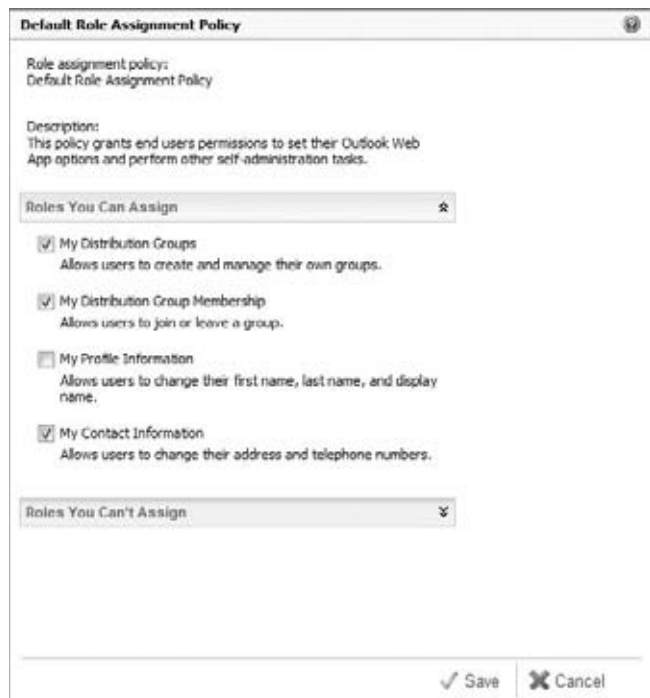 Default Role Assignment Policy
Role assignment policy:
Default Role Assignment Policy
Description:
This policy grants end users permissions to set their Outlook Web
App options and perform other self-administration tasks.
Roles You Can Assign
My Distribution Groups
Allows users to create and manage their own groups.
My Distribution Group Membership
Allows users to join or leave a group.
My Profile Information
Allows users to change their first name, last name, and display
name.
My Contact Information
Allows users to change their address and telephone numbers.
Roles You Can't Assign
Save
Cancel